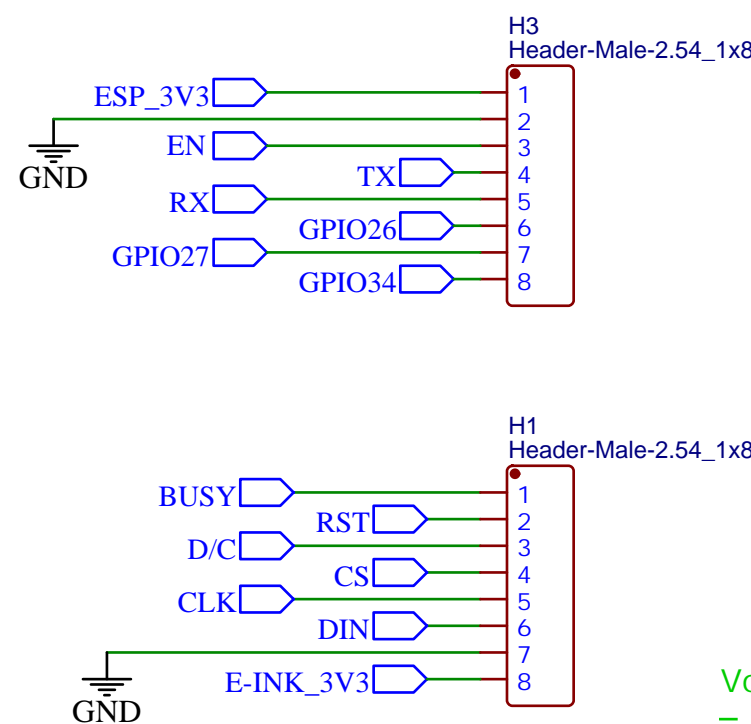 H3
Header-Male-2.54_1x8
ESP_3V3
1
2
GND
EN
3
TX
4
RX
5
GPIO26
6
GPIO27
7
GPIO34
8
H1
Header-Male-2.54_1x8
BUSY
1
RST
2
D/C
3
CS
4
CLK
5
DIN
6
7
GND
E-INK_3V3
8